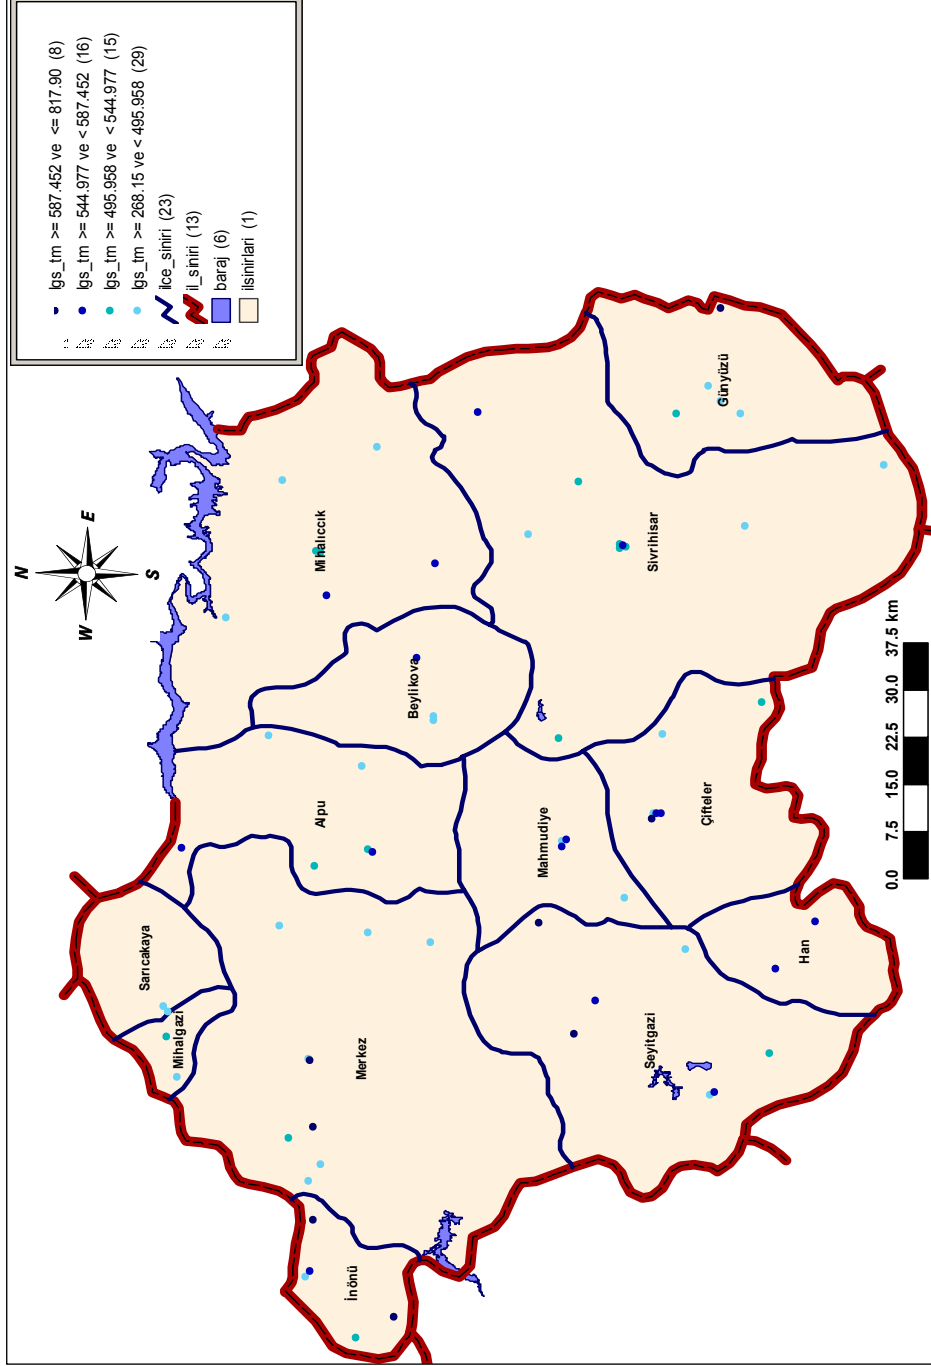 lgs_tm >= 587.452 ve <= 817.90 (8)
lgs_tm >= 544.977 ve < 587.452 (16)
lgs_tm >= 495.958 ve < 544.977 (15)
lgs_tm >= 268.15 ve < 495.958 (29)
ilce_siniri (23)
il_siniri (13)
baraj (6)
ilsinirlari (1)
N
E
S
W
Sarıcakaya
Mihalgazi
Alpu
Mihalıccık
Beylikova
Merkez
İnönü
Mahmudiye
Sivrihisar
Günyüzü
Çifteler
Seyitgazi
Han
0.0 7.5 15.0 22.5 30.0 37.5 km